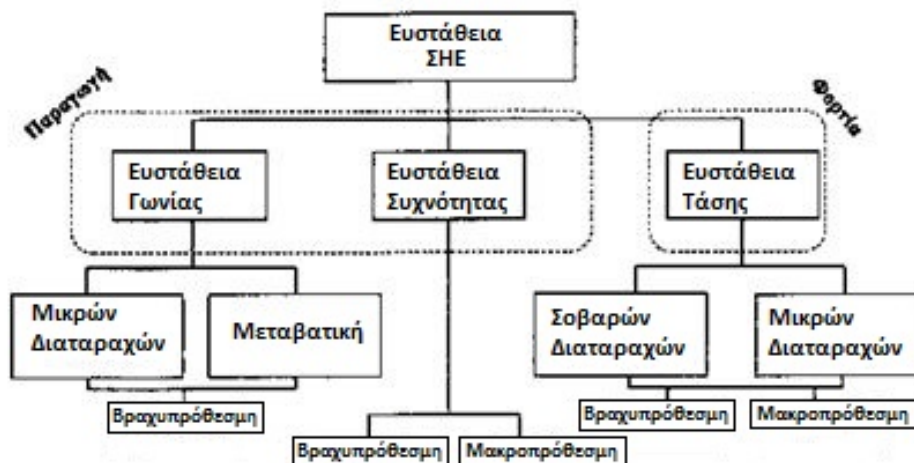 Ευστάθεια
ΣΗΕ
Παραγωγή
Φορτία
Ευστάθεια
Γωνίας
Ευστάθεια
Συχνότητας
Ευστάθεια
Τάσης
Μικρών
Διαταραχών
Μεταβατική
Σοβαρών
Διαταραχών
Μικρών
Διαταραχών
Βραχυπρόθεσμη
Βραχυπρόθεσμη
Μακροπρόθεσμη
Βραχυπρόθεσμη
Μακροπρόθεσμη